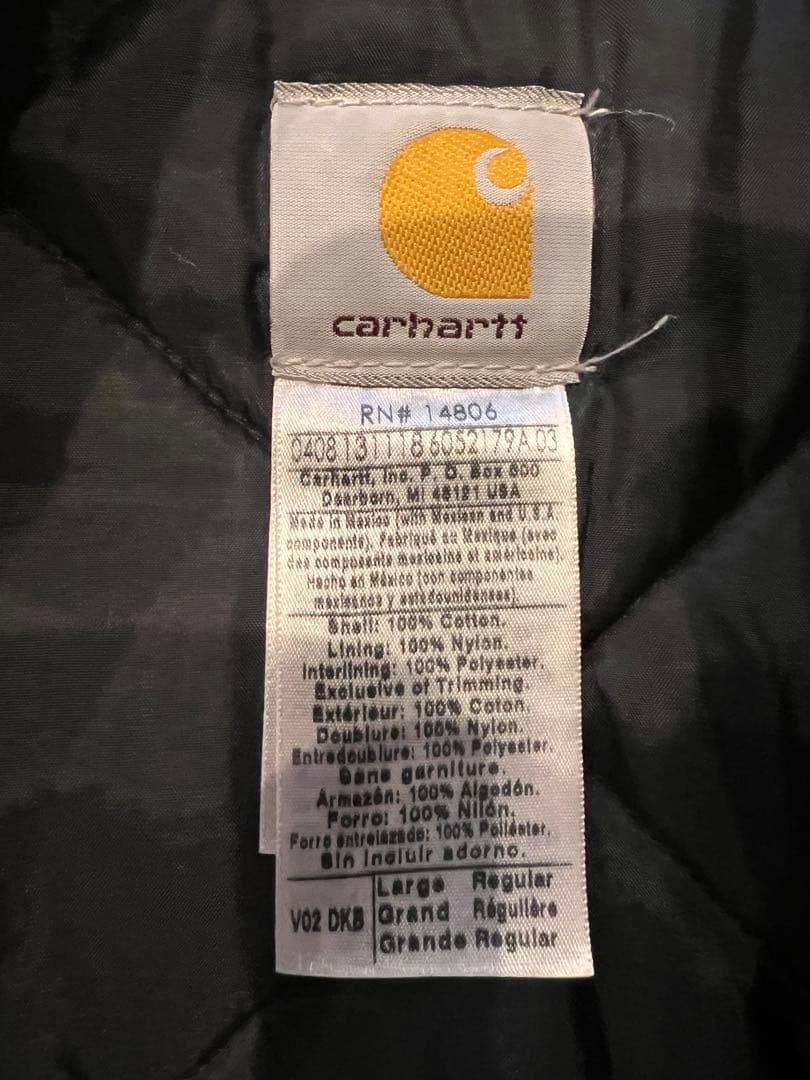 carhartt
RN# 14806
0408131118 6052179A 03
Carhartt, Inc. P. O. Box 600
Dearborn, MI 48121 USA
Made in Mexico (with Mexican and U.S.A.
components). Fabriqué au Mexique (avec
des composants mexicains et américains).
Hecho en México (con componentes
mexicanos y estadounidenses).
Shell: 100% Cotton.
Lining: 100% Nylon.
Interlining: 100% Polyester.
Exclusive of Trimming.
Extérieur: 100% Coton.
Doublure: 100% Nylon.
Entredoublure: 100% Polyester.
Sans garniture.
Armazón: 100% Algodón.
Forro: 100% Nilón.
Forro entrelazado: 100% Poliéster.
Sin incluir adorno.
V02 DKB
Large Regular
Grand Régulière
Grande Regular